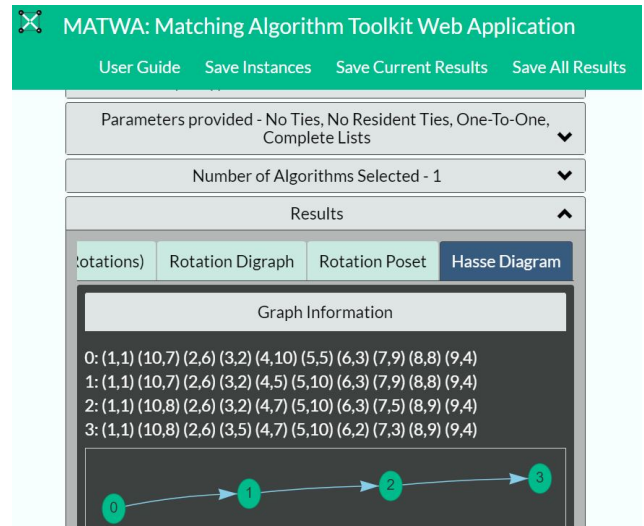 MATWA: Matching Algorithm Toolkit Web Application
User Guide Save Instances Save Current Results Save All Results
Parameters provided - No Ties, No Resident Ties, One-To-One,
Complete Lists
Number of Algorithms Selected - 1
Results
Rotation Digraph Rotation Poset Hasse Diagram
Graph Information
0: (1,1) (10,7) (2,6) (3,2) (4,10) (5,5) (6,3) (7,9) (8,8) (9,4)
1: (1,1) (10,7) (2,6) (3,2) (4,5) (5,10) (6,3) (7,9) (8,8) (9,4)
2: (1,1) (10,8) (2,6) (3,2) (4,7) (5,10) (6,3) (7,5) (8,9) (9,4)
3: (1,1) (10,8) (2,6) (3,5) (4,7) (5,10) (6,2) (7,3) (8,9) (9,4)
0 1 2 3